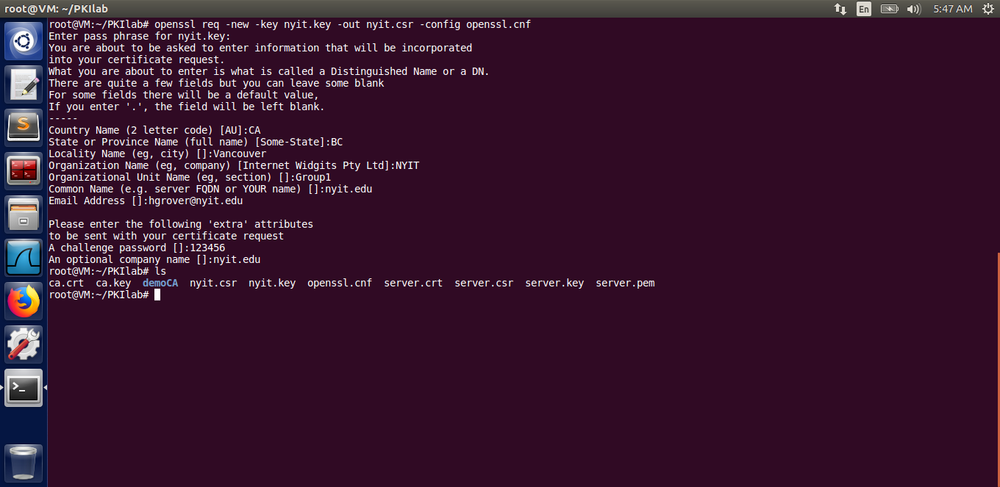 root@VM: ~/PKIlab
En
5:47 AM
root@VM:~/PKIlab# openssl req -new -key nyit.key -out nyit.csr -config openssl.cnf
Enter pass phrase for nyit.key:
You are about to be asked to enter information that will be incorporated
into your certificate request.
What you are about to enter is what is called a Distinguished Name or a DN.
There are quite a few fields but you can leave some blank
For some fields there will be a default value,
If you enter '.', the field will be left blank.
-----
Country Name (2 letter code) [AU]:CA
State or Province Name (full name) [Some-State]:BC
Locality Name (eg, city) []:Vancouver
Organization Name (eg, company) [Internet Widgits Pty Ltd]:NYIT
Organizational Unit Name (eg, section) []:Group1
Common Name (e.g. server FQDN or YOUR name) []:nyit.edu
Email Address []:hgrover@nyit.edu

Please enter the following 'extra' attributes
to be sent with your certificate request
A challenge password []:123456
An optional company name []:nyit.edu
root@VM:~/PKIlab# ls
ca.crt  ca.key  demoCA  nyit.csr  nyit.key  openssl.cnf  server.crt  server.csr  server.key  server.pem
root@VM:~/PKIlab#